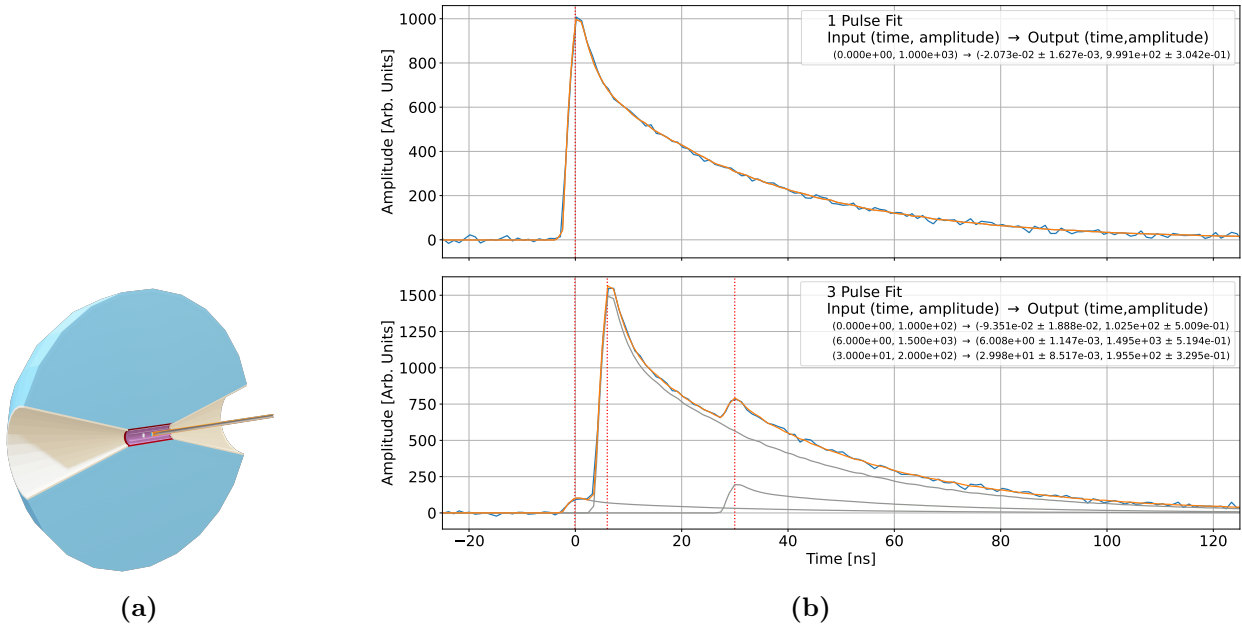 1000
800
600
400
200
0
Amplitude [Arb. Units]
1 Pulse Fit
Input (time, amplitude) → Output (time,amplitude)
(0.000e+00, 1.000e+03) → (-2.073e-02 ± 1.627e-03, 9.991e+02 ± 3.042e-01)
1500
1250
1000
750
500
250
0
Amplitude [Arb. Units]
3 Pulse Fit
Input (time, amplitude) → Output (time,amplitude)
(0.000e+00, 1.000e+02) → (-9.351e-02 ± 1.888e-02, 1.025e+02 ± 5.009e-01)
(6.000e+00, 1.500e+03) → (6.008e+00 ± 1.147e-03, 1.495e+03 ± 5.194e-01)
(3.000e+01, 2.000e+02) → (2.998e+01 ± 8.517e-03, 1.955e+02 ± 3.295e-01)
−20 0 20 40 60 80 100 120
Time [ns]
(a) (b)